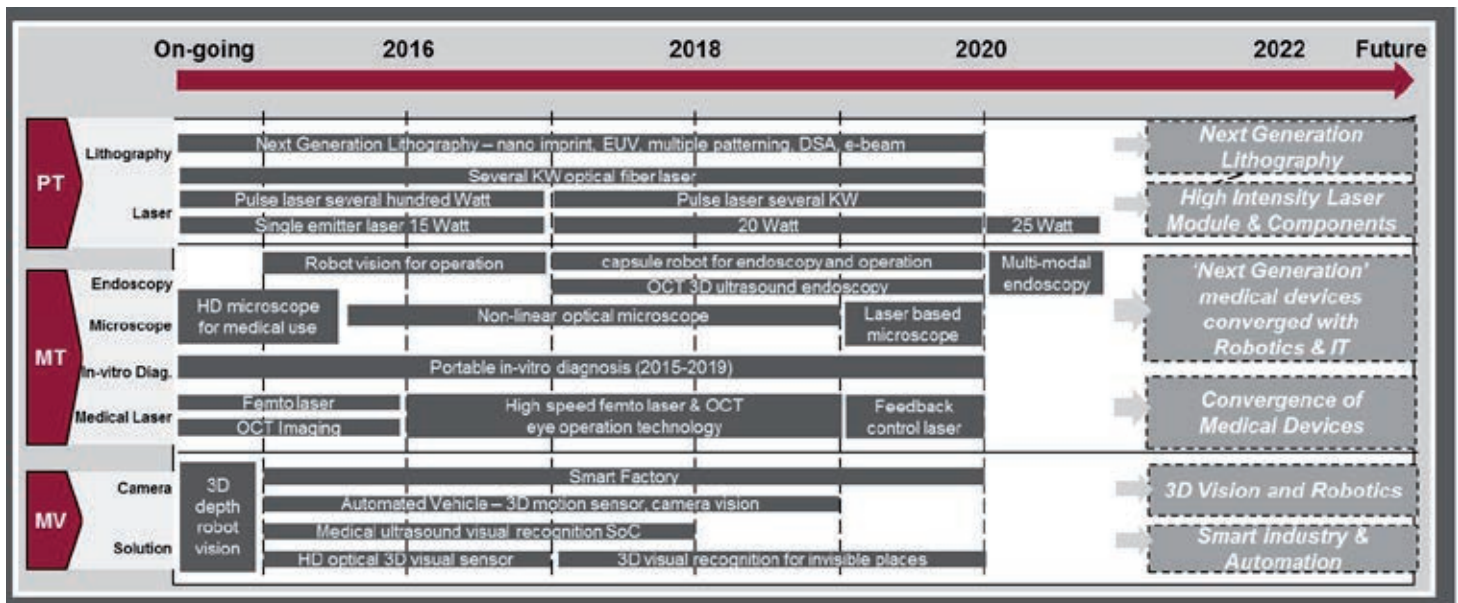 On-going 2016 2018 2020 2022 Future
PT
Lithography
Next Generation Lithography – nano imprint, EUV, multiple patterning, DSA, e-beam
Next Generation
Lithography
Several KW optical fiber laser
Laser
Pulse laser several hundred Watt
Pulse laser several KW
Single emitter laser 15 Watt
20 Watt
25 Watt
High Intensity Laser
Module & Components
MT
Endoscopy
Robot vision for operation
capsule robot for endoscopy and operation
Multi-modal
endoscopy
OCT 3D ultrasound endoscopy
Microscope
HD microscope
for medical use
Non-linear optical microscope
Laser based
microscope
'Next Generation'
medical devices
converged with
Robotics & IT
In-vitro Diag.
Portable in-vitro diagnosis (2015-2019)
Medical Laser
Femto laser
OCT Imaging
High speed femto laser & OCT
eye operation technology
Feedback
control laser
Convergence of
Medical Devices
MV
Camera
3D
depth
robot
vision
Smart Factory
Automated Vehicle – 3D motion sensor, camera vision
3D Vision and Robotics
Solution
Medical ultrasound visual recognition SoC
HD optical 3D visual sensor
3D visual recognition for invisible places
Smart Industry &
Automation